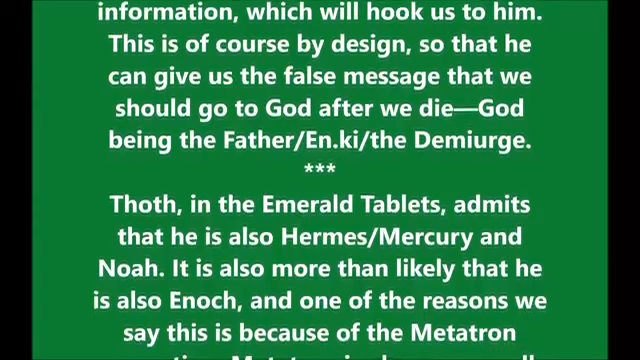 information, which will hook us to him.
This is of course by design, so that he
can give us the false message that we
should go to God after we die—God
being the Father/En.ki/the Demiurge.
***
Thoth, in the Emerald Tablets, admits
that he is also Hermes/Mercury and
Noah. It is also more than likely that he
is also Enoch, and one of the reasons we
say this is because of the Metatron